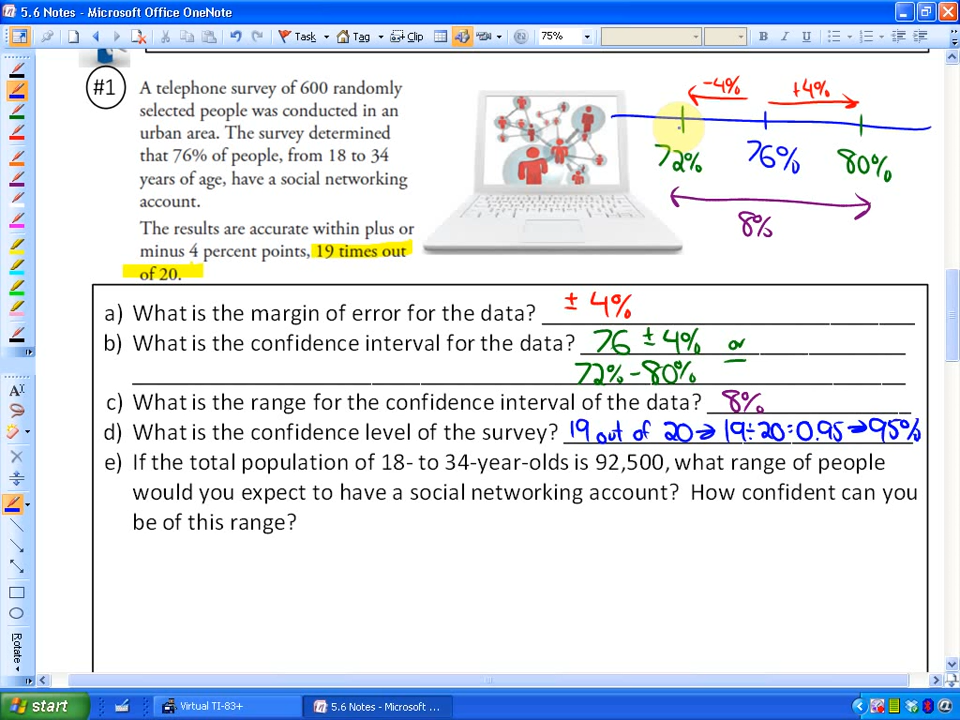 5.6 Notes - Microsoft Office OneNote
Task
Tag
Clip
75%
B I U
#1
A telephone survey of 600 randomly
selected people was conducted in an
urban area. The survey determined
that 76% of people, from 18 to 34
years of age, have a social networking
account.
The results are accurate within plus or
minus 4 percent points, 19 times out
of 20.
-4% +4%
72% 76% 80%
8%
a) What is the margin of error for the data? ± 4%
b) What is the confidence interval for the data? 76 ± 4% or
72% - 80%
c) What is the range for the confidence interval of the data? 8%
d) What is the confidence level of the survey? 19 out of 20 → 19 ÷ 20 = 0.95 → 95%
e) If the total population of 18- to 34-year-olds is 92,500, what range of people
would you expect to have a social networking account? How confident can you
be of this range?
A
Rotate
start
Virtual TI-83+
5.6 Notes - Microsoft ...